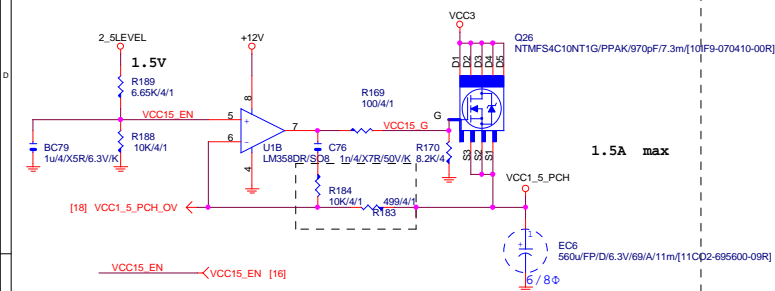 VCC3
2_5LEVEL
+12V
Q26
NTMFS4C10NT1G/PPAK/970pF/7.3m/[101F9-070410-00R]
1.5V
D1
D2
D3
D4
D5
D
R189
6.65K/4/1
R169
100/4/1
8
VCC15_EN
5
+
7
VCC15_G
G
6
-
BC79
1u/4/X5R/6.3V/K
R188
10K/4/1
U1B
LM358DR/SO8
C76
1n/4/X7R/50V/K
R170
8.2K/4
S3
S2
S1
1.5A max
4
VCC1_5_PCH
R184
10K/4/1
499/4/1
R183
[18] VCC1_5_PCH_OV
1
+
EC6
560u/FP/D/6.3V/69/A/11m/[11CO2-695600-09R]
VCC15_EN
VCC15_EN [16]
6/8Φ